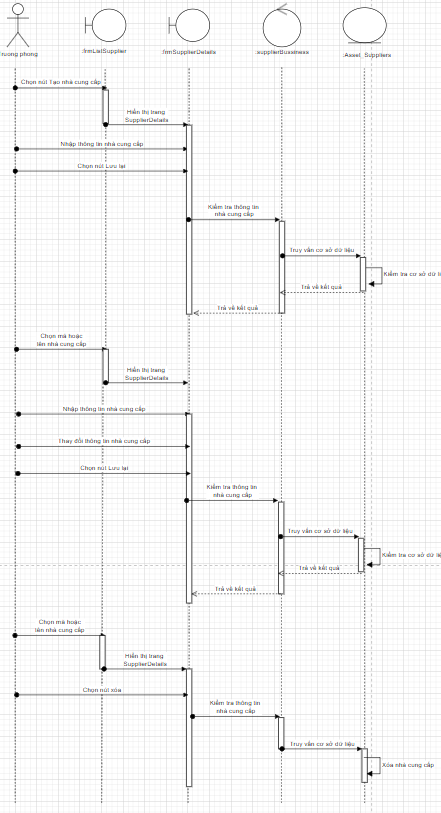 Truong phong
:frmListSupplier
:frmSupplierDetails
:supplierBussiness
:Asset_Suppliers
Chọn nút Tạo nhà cung cấp
Hiển thị trang
SupplierDetails
Nhập thông tin nhà cung cấp
Chọn nút Lưu lại
Kiểm tra thông tin
nhà cung cấp
Truy vấn cơ sở dữ liệu
Kiểm tra cơ sở dữ
Trả về kết quả
Trả về kết quả
Chọn mã hoặc
tên nhà cung cấp
Hiển thị trang
SupplierDetails
Nhập thông tin nhà cung cấp
Thay đổi thông tin nhà cung cấp
Chọn nút Lưu lại
Kiểm tra thông tin
nhà cung cấp
Truy vấn cơ sở dữ liệu
Kiểm tra cơ sở dữ
Trả về kết quả
Trả về kết quả
Chọn mã hoặc
tên nhà cung cấp
Hiển thị trang
SupplierDetails
Chọn nút xóa
Kiểm tra thông tin
nhà cung cấp
Truy vấn cơ sở dữ liệu
Xóa nhà cung cấp